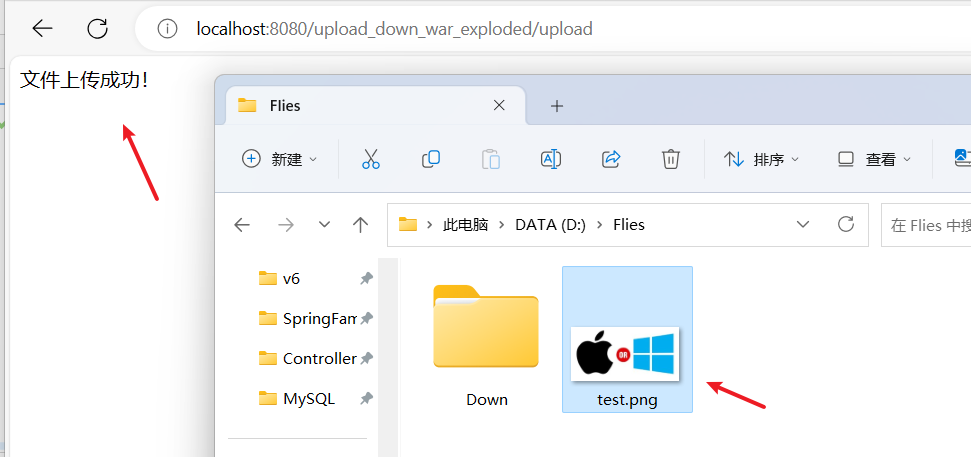 localhost:8080/upload_down_war_exploded/upload
文件上传成功！
Flies
新建
A
排序
查看
此电脑 DATA (D:) Flies
在 Flies 中搜
v6
SpringFam
Controller
MySQL
OR
Down
test.png